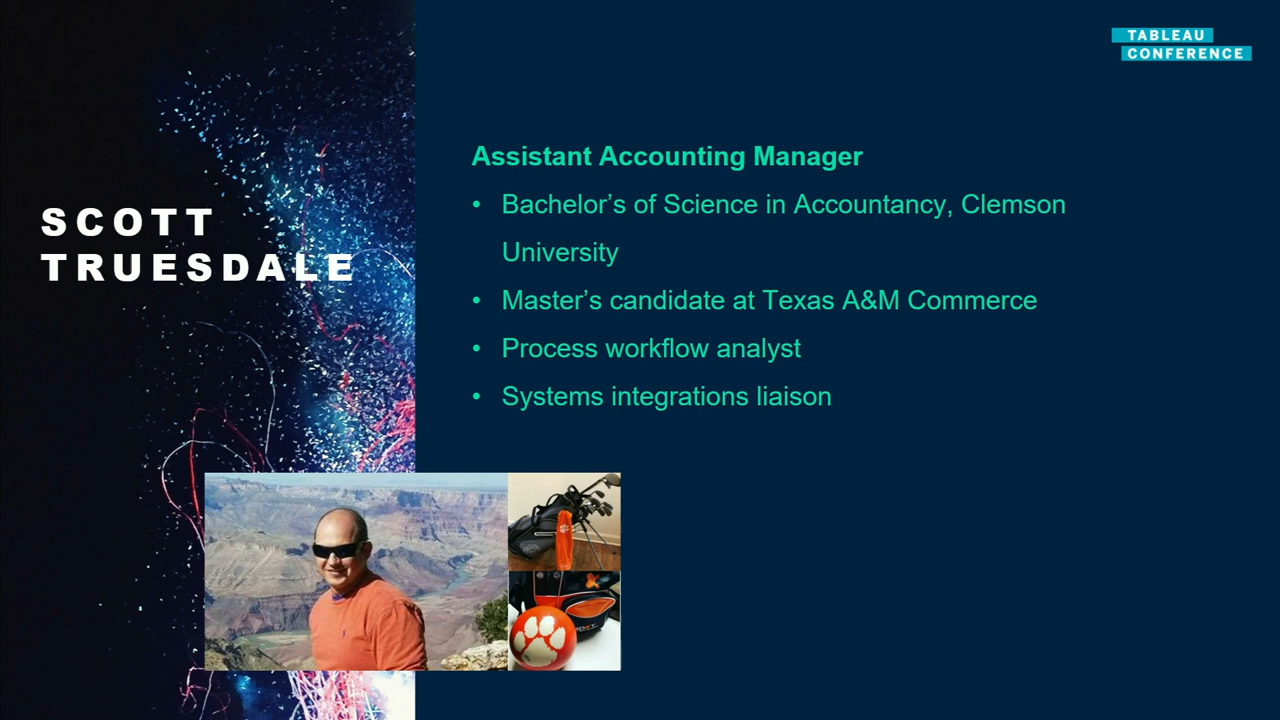 TABLEAU
CONFERENCE
SCOTT
TRUESDALE
Assistant Accounting Manager
• Bachelor’s of Science in Accountancy, Clemson
University
• Master’s candidate at Texas A&M Commerce
• Process workflow analyst
• Systems integrations liaison